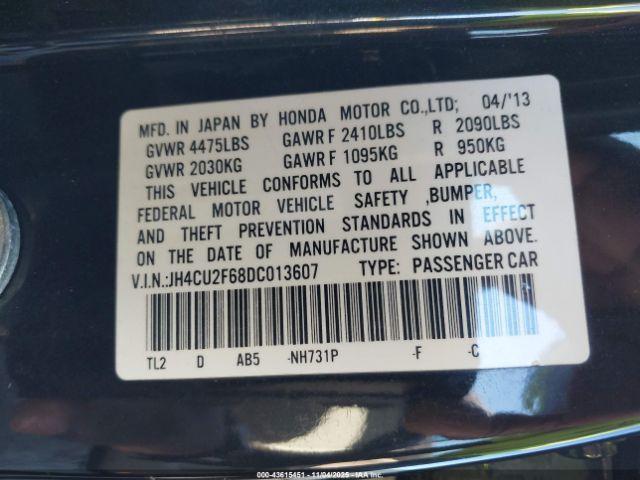 MFD. IN JAPAN BY HONDA MOTOR CO.,LTD; 04/'13
GVWR 4475LBS GAWR F 2410LBS R 2090LBS
GVWR 2030KG GAWR F 1095KG R 950KG
THIS VEHICLE CONFORMS TO ALL APPLICABLE
FEDERAL MOTOR VEHICLE SAFETY ,BUMPER,
AND THEFT PREVENTION STANDARDS IN EFFECT
ON THE DATE OF MANUFACTURE SHOWN ABOVE.
V.I.N.:JH4CU2F68DC013607 TYPE: PASSENGER CAR
TL2 D AB5 -NH731P -F -C
000-43615451 - 11/04/2025 - IAAI.COM